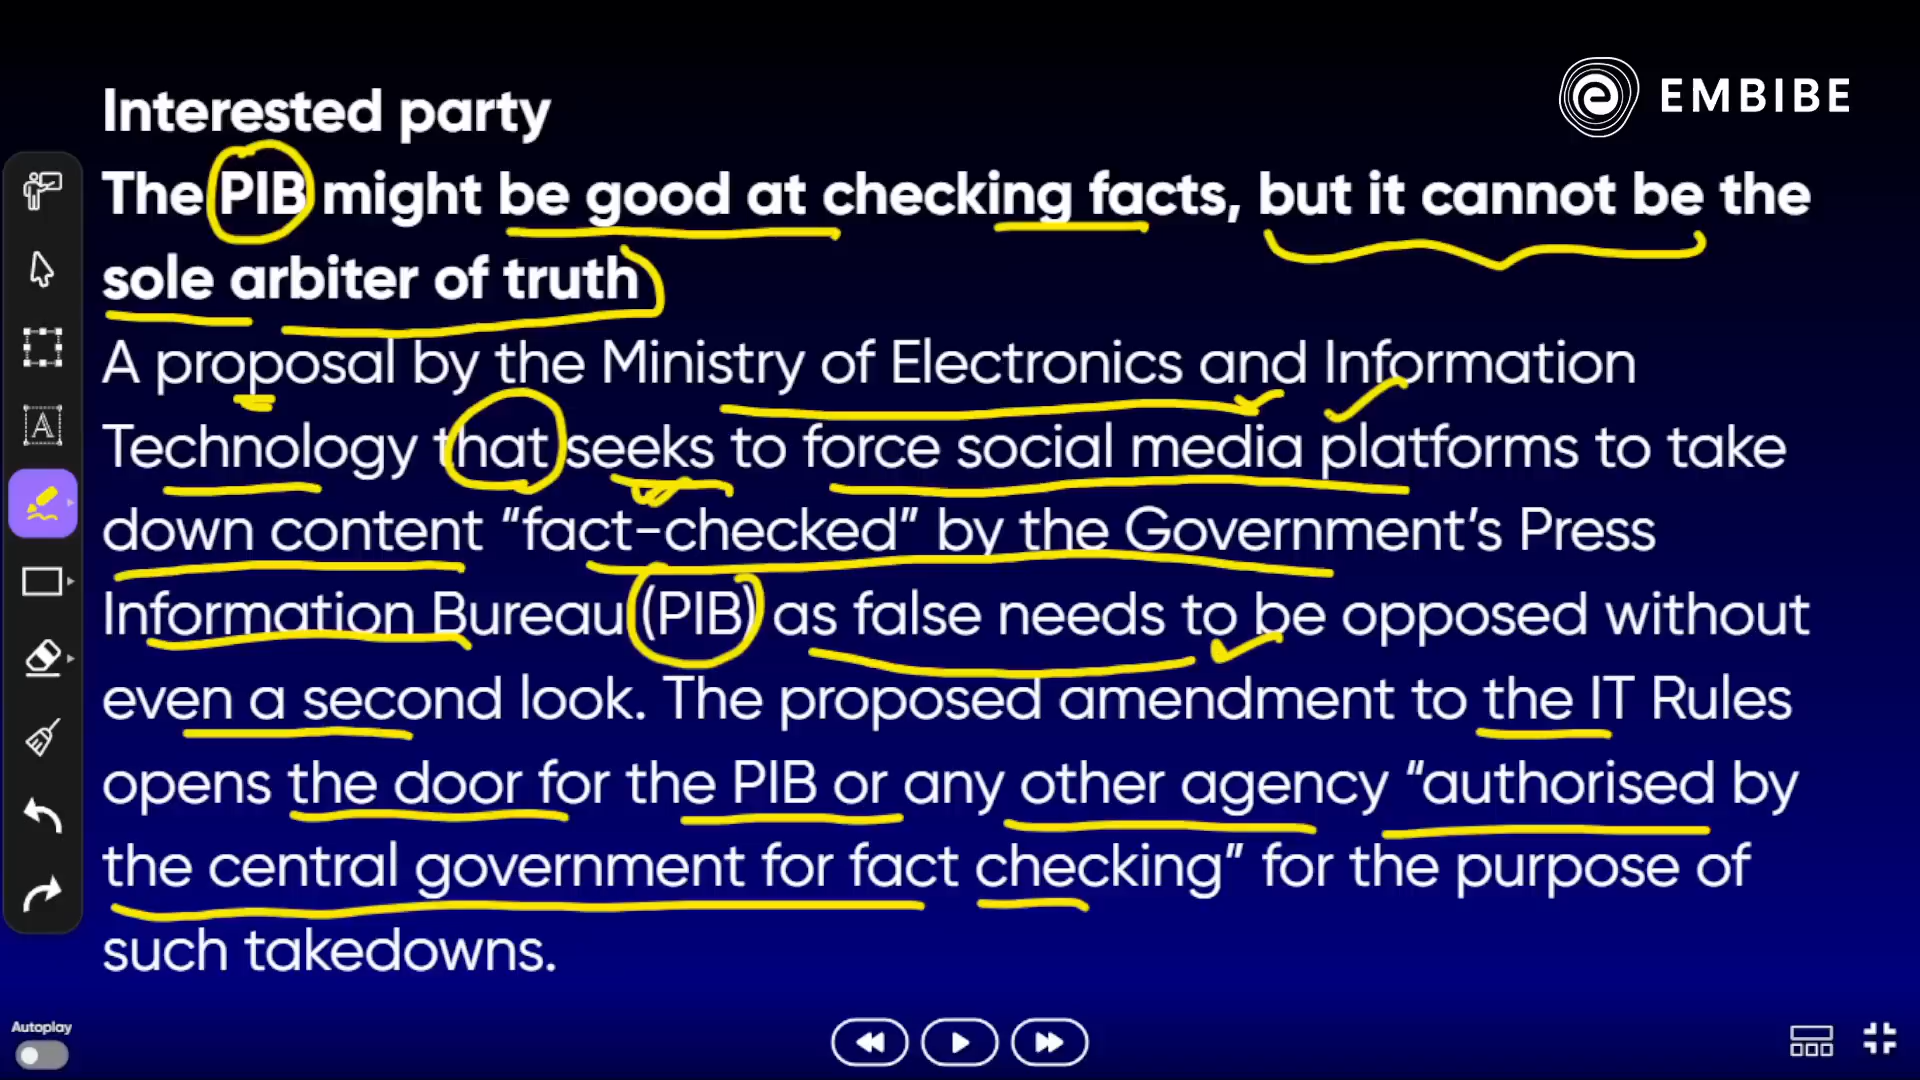 EMBIBE
Interested party
The PIB might be good at checking facts, but it cannot be the
sole arbiter of truth
A proposal by the Ministry of Electronics and Information
Technology that seeks to force social media platforms to take
down content “fact-checked” by the Government’s Press
Information Bureau (PIB) as false needs to be opposed without
even a second look. The proposed amendment to the IT Rules
opens the door for the PIB or any other agency “authorised by
the central government for fact checking” for the purpose of
such takedowns.
A
Autoplay